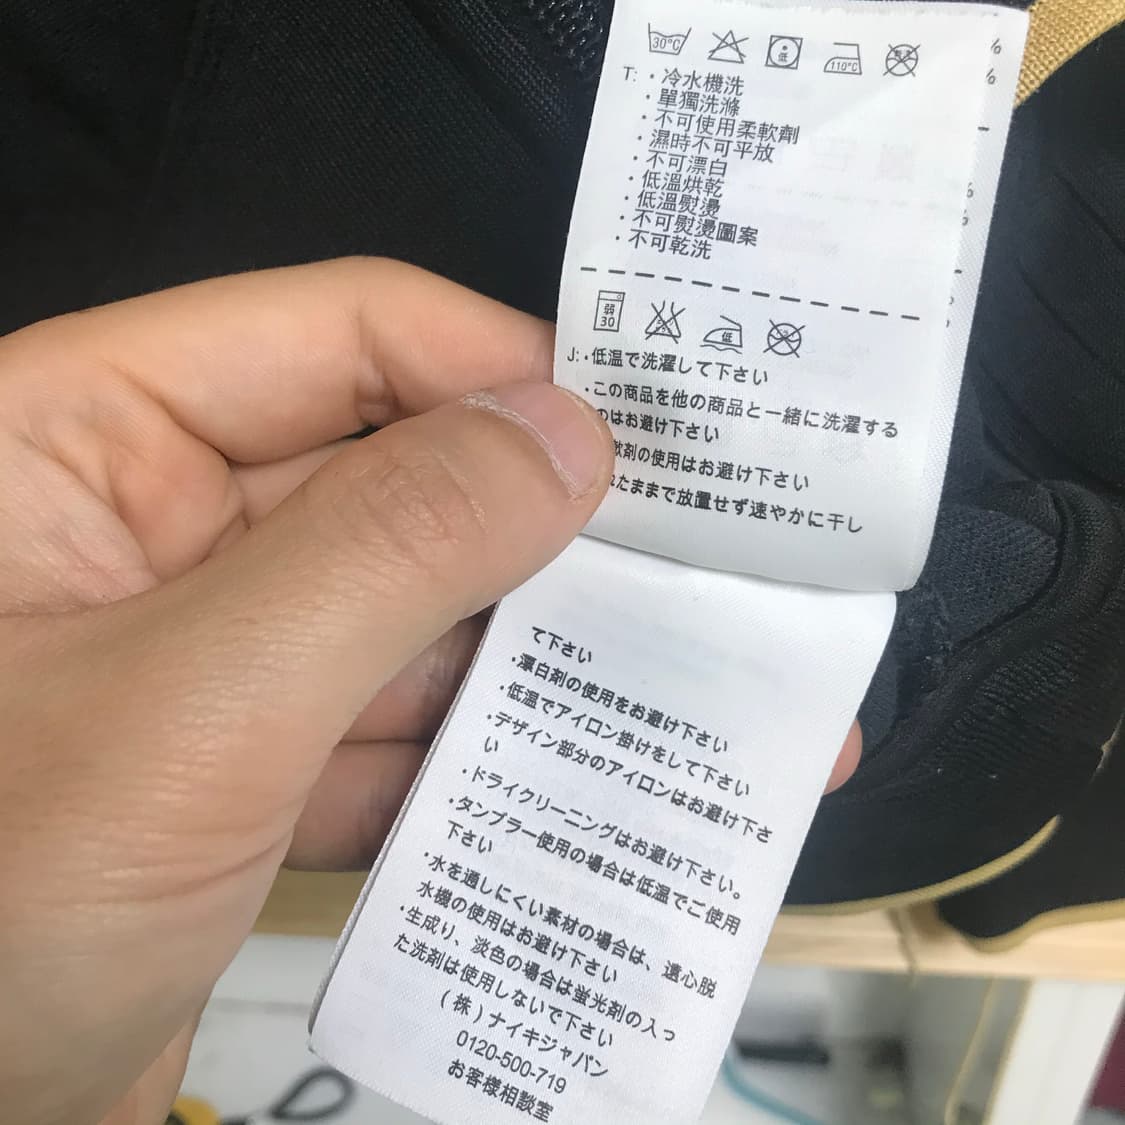 30°C 低 110°C
T: ・冷水機洗
・單獨洗滌
・不可使用柔軟劑
・濕時不可平放
・不可漂白
・低溫烘乾
・低溫熨燙
・不可熨燙圖案
・不可乾洗
弱 30 低
J: ・低温で洗濯して下さい
・この商品を他の商品と一緒に洗濯する
のはお避け下さい
剤の使用はお避け下さい
たままで放置せず速やかに干し
て下さい
・漂白剤の使用をお避け下さい
・低温でアイロン掛けをして下さい
・デザイン部分のアイロンはお避け下さ
い
・ドライクリーニングはお避け下さい。
・タンブラー使用の場合は低温でご使用
下さい
・水を通しにくい素材の場合は、遠心脱
水機の使用はお避け下さい
・生成り、淡色の場合は蛍光剤の入っ
た洗剤は使用しないで下さい
(株)ナイキジャパン
0120-500-719
お客様相談室